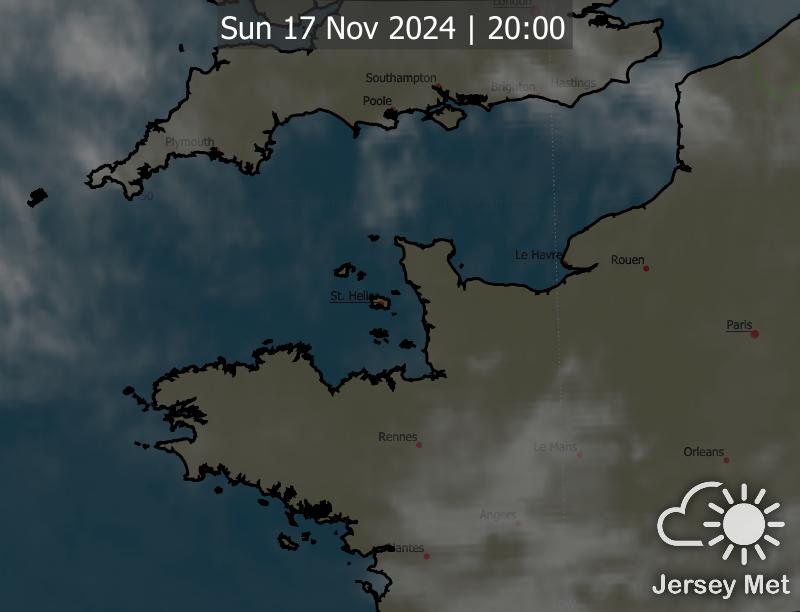 London
Sun 17 Nov 2024 | 20:00
Southampton
Brighton
Hastings
Poole
Plymouth
50
Le Havre
Rouen
St. Helier
Paris
Rennes
Le Mans
Orleans
Angers
Nantes
Jersey Met